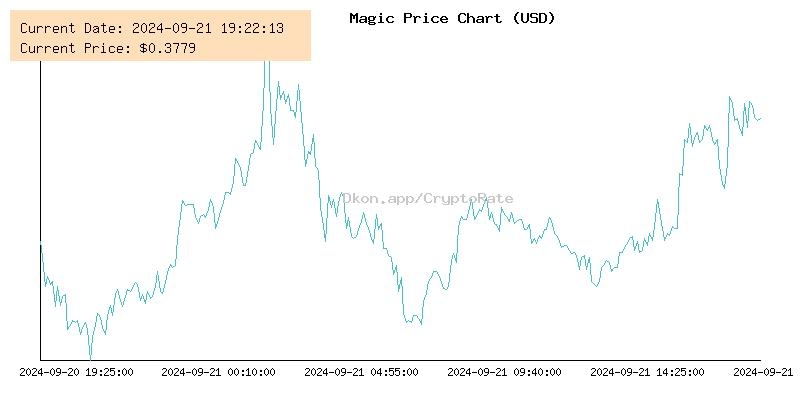 Magic Price Chart (USD)
Current Date: 2024-09-21 19:22:13
Current Price: $0.3779
Dkon.app/CryptoRate
2024-09-20 19:25:00
2024-09-21 00:10:00
2024-09-21 04:55:00
2024-09-21 09:40:00
2024-09-21 14:25:00
2024-09-21